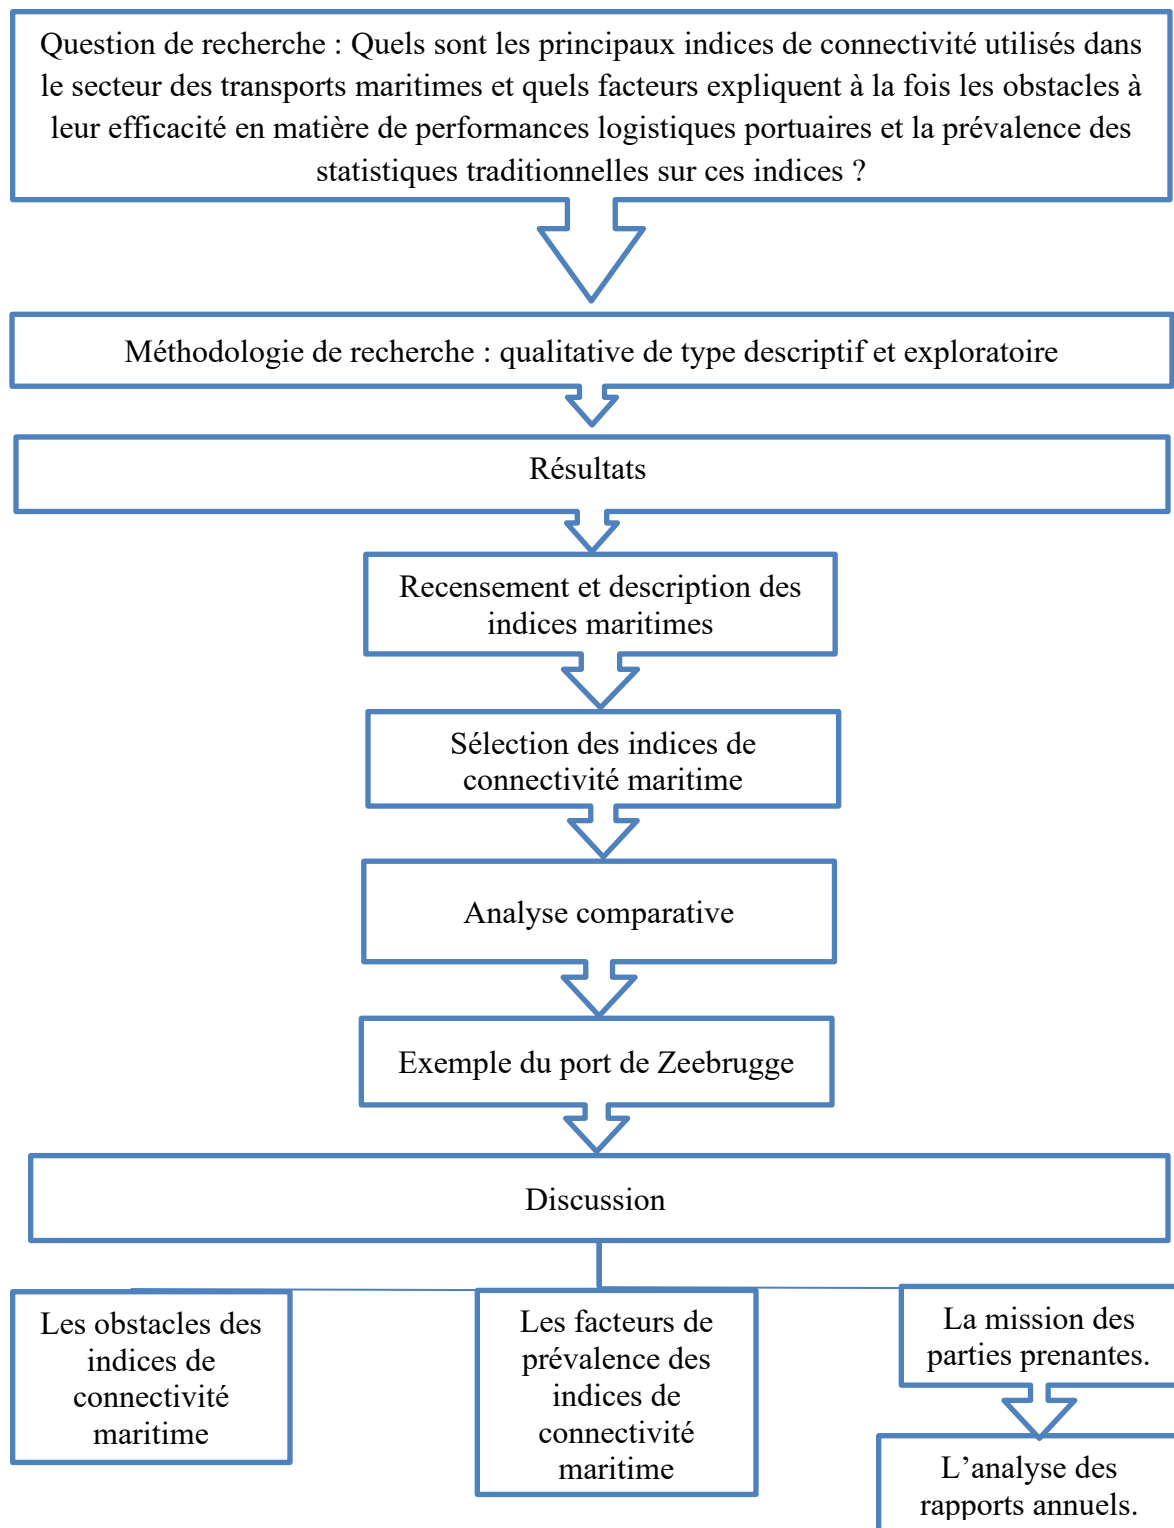 Question de recherche : Quels sont les principaux indices de connectivité utilisés dans
le secteur des transports maritimes et quels facteurs expliquent à la fois les obstacles à
leur efficacité en matière de performances logistiques portuaires et la prévalence des
statistiques traditionnelles sur ces indices ?
Méthodologie de recherche : qualitative de type descriptif et exploratoire
Résultats
Recensement et description des
indices maritimes
Sélection des indices de
connectivité maritime
Analyse comparative
Exemple du port de Zeebrugge
Discussion
Les obstacles des
indices de
connectivité
maritime
Les facteurs de
prévalence des
indices de
connectivité
maritime
La mission des
parties prenantes.
L’analyse des
rapports annuels.